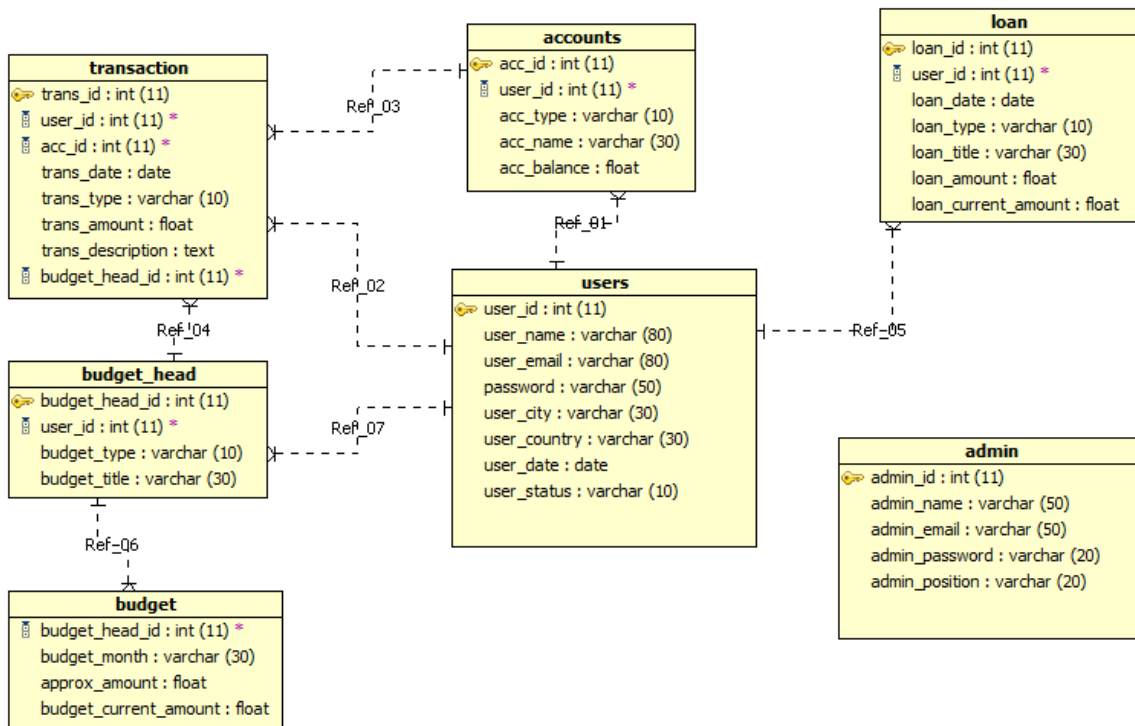 transaction
trans_id : int (11)
user_id : int (11) *
acc_id : int (11) *
trans_date : date
trans_type : varchar (10)
trans_amount : float
trans_description : text
budget_head_id : int (11) *
Ref_03
accounts
acc_id : int (11)
user_id : int (11) *
acc_type : varchar (10)
acc_name : varchar (30)
acc_balance : float
loan
loan_id : int (11)
user_id : int (11) *
loan_date : date
loan_type : varchar (10)
loan_title : varchar (30)
loan_amount : float
loan_current_amount : float
Ref_01
Ref_02
users
user_id : int (11)
user_name : varchar (80)
user_email : varchar (80)
password : varchar (50)
user_city : varchar (30)
user_country : varchar (30)
user_date : date
user_status : varchar (10)
Ref_05
Ref_04
budget_head
budget_head_id : int (11)
user_id : int (11) *
budget_type : varchar (10)
budget_title : varchar (30)
Ref_07
admin
admin_id : int (11)
admin_name : varchar (50)
admin_email : varchar (50)
admin_password : varchar (20)
admin_position : varchar (20)
Ref_06
budget
budget_head_id : int (11) *
budget_month : varchar (30)
approx_amount : float
budget_current_amount : float